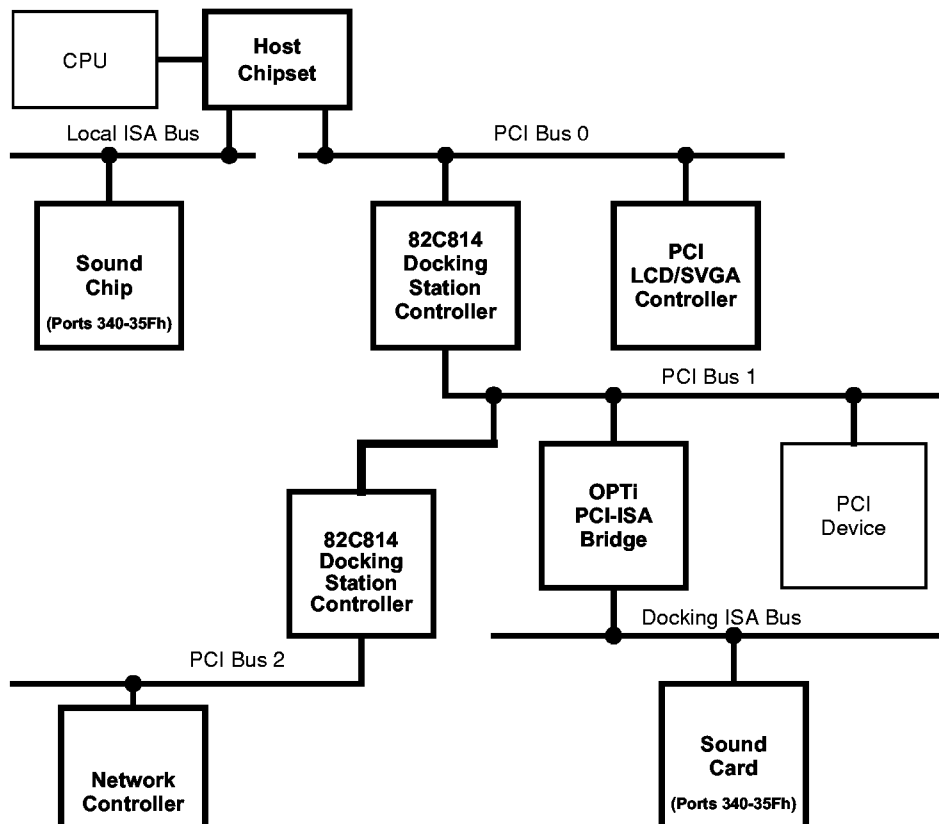 CPU
Host
Chipset
Local ISA Bus
PCI Bus 0
Sound
Chip
(Ports 340-35Fh)
82C814
Docking
Station
Controller
PCI
LCD/SVGA
Controller
PCI Bus 1
82C814
Docking
Station
Controller
OPTi
PCI-ISA
Bridge
PCI
Device
Docking ISA Bus
PCI Bus 2
Network
Controller
Sound
Card
(Ports 340-35Fh)